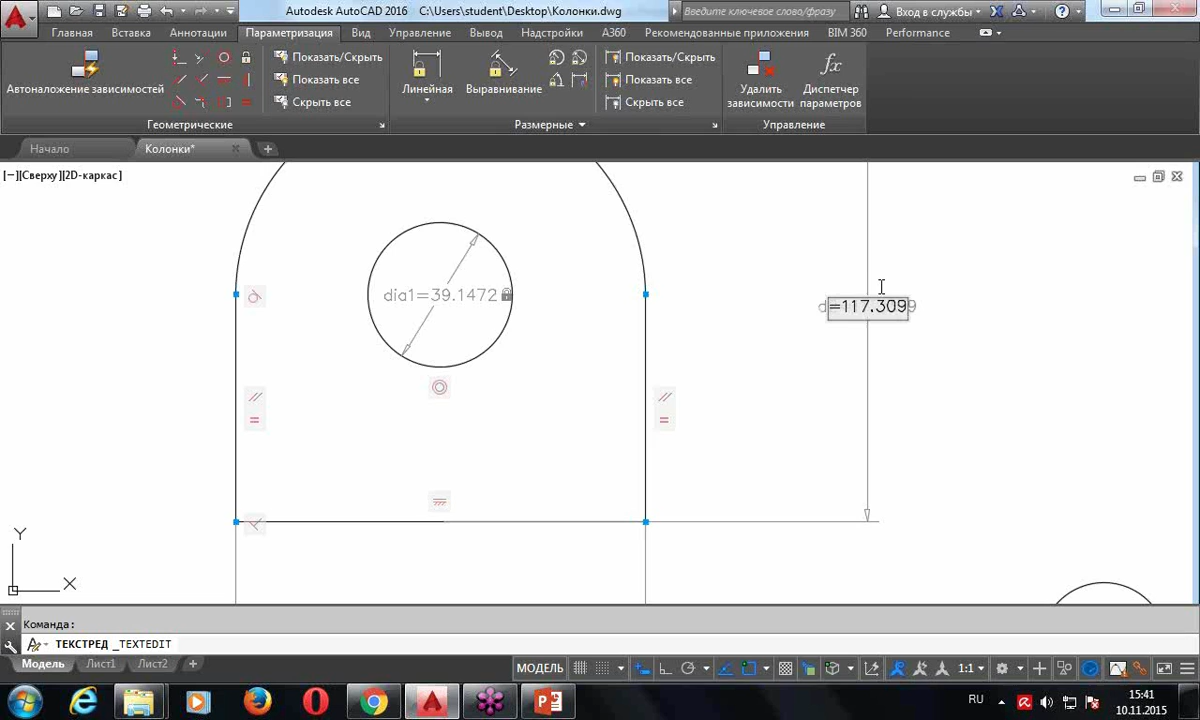 Autodesk AutoCAD 2016 C:\Users\student\Desktop\Колонки.dwg
Введите ключевое слово/фразу
Вход в службы
Главная Вставка Аннотации Параметризация Вид Управление Вывод Надстройки A360 Рекомендованные приложения BIM 360 Performance
Автоналожение зависимостей
Показать/Скрыть
Показать все
Скрыть все
Линейная
Выравнивание
Показать/Скрыть
Показать все
Скрыть все
Удалить зависимости
fx
Диспетчер параметров
Геометрические
Размерные
Управление
Начало
Колонки*
[−][Сверху][2D-каркас]
dia1=39.1472
d=117.3099
Y
X
Команда:
ТЕКСТРЕД _TEXTEDIT
Модель Лист1 Лист2
МОДЕЛЬ
1:1
RU
15:41
10.11.2015